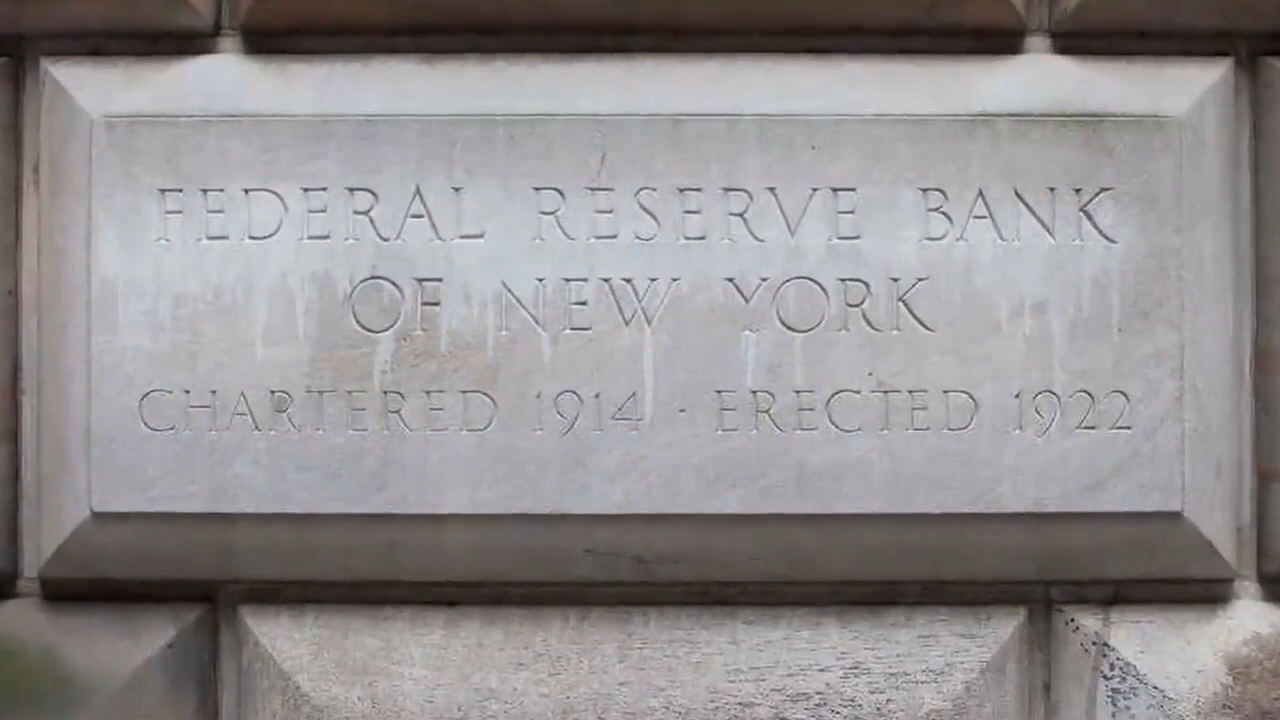 FEDERAL RESERVE BANK
OF NEW YORK
CHARTERED 1914 · ERECTED 1922